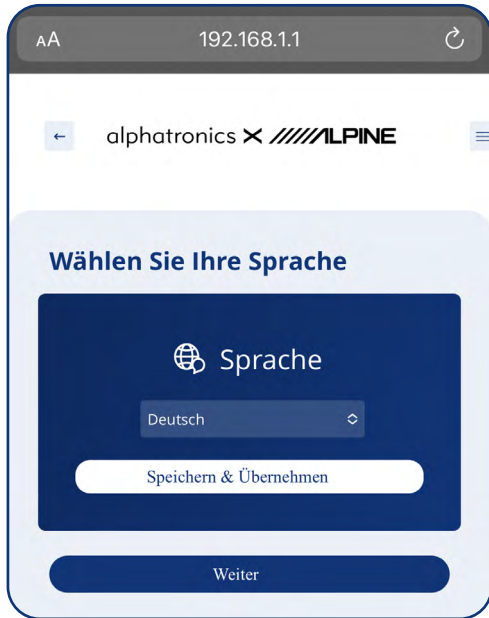 AA
192.168.1.1
alphatronics X ALPINE
Wählen Sie Ihre Sprache
Sprache
Deutsch
Speichern & Übernehmen
Weiter